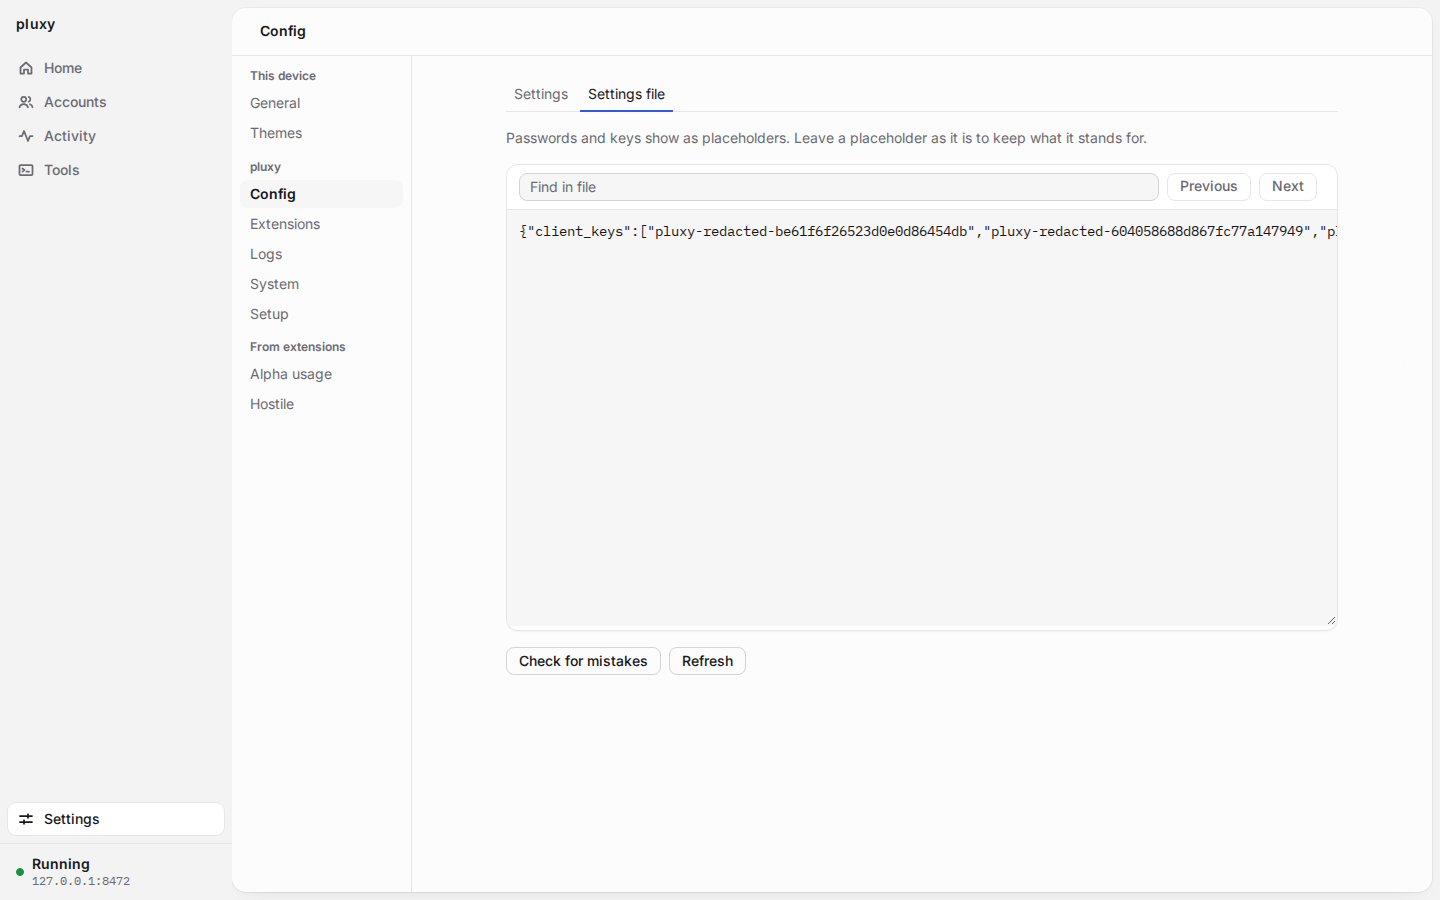 pluxy
Home
Accounts
Activity
Tools
Settings
Running
127.0.0.1:8472
Config
This device
General
Themes
pluxy
Config
Extensions
Logs
System
Setup
From extensions
Alpha usage
Hostile
Settings
Settings file
Passwords and keys show as placeholders. Leave a placeholder as it is to keep what it stands for.
Find in file
Previous
Next
{"client_keys":["pluxy-redacted-be61f6f26523d0e0d86454db","pluxy-redacted-604058688d867fc77a147949","pl
Check for mistakes
Refresh